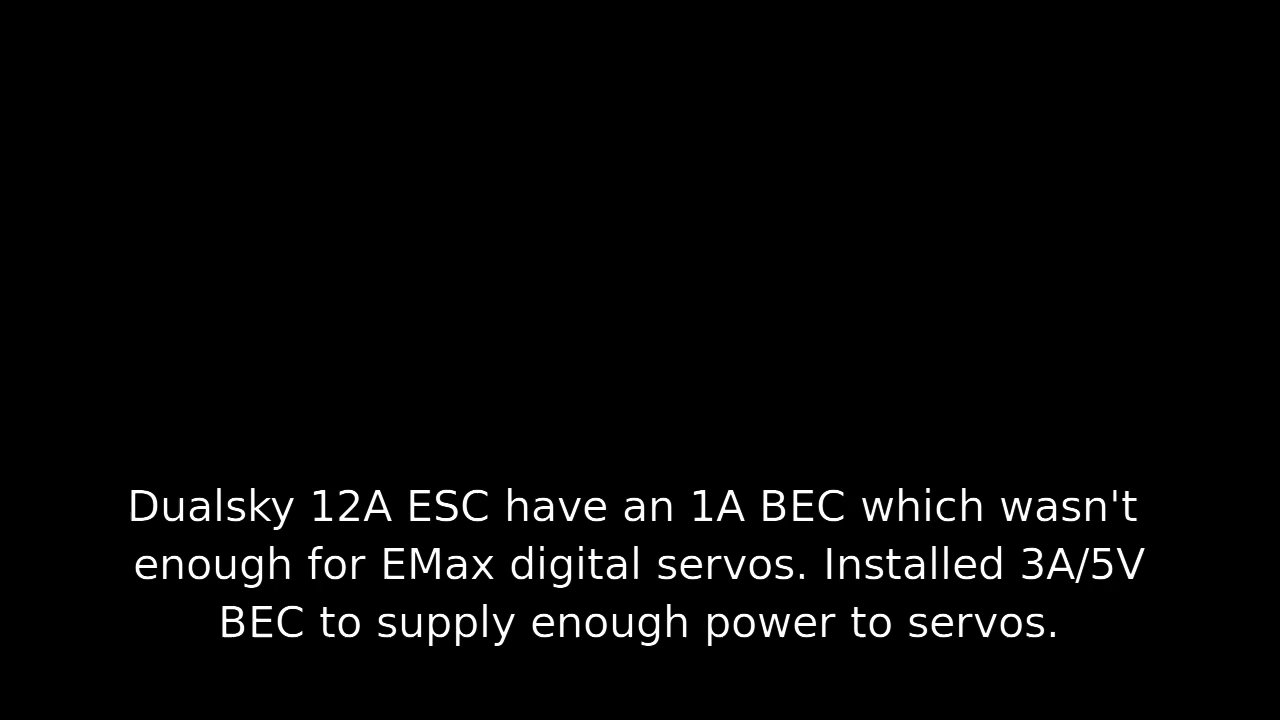 Dualsky 12A ESC have an 1A BEC which wasn't
enough for EMax digital servos. Installed 3A/5V
BEC to supply enough power to servos.